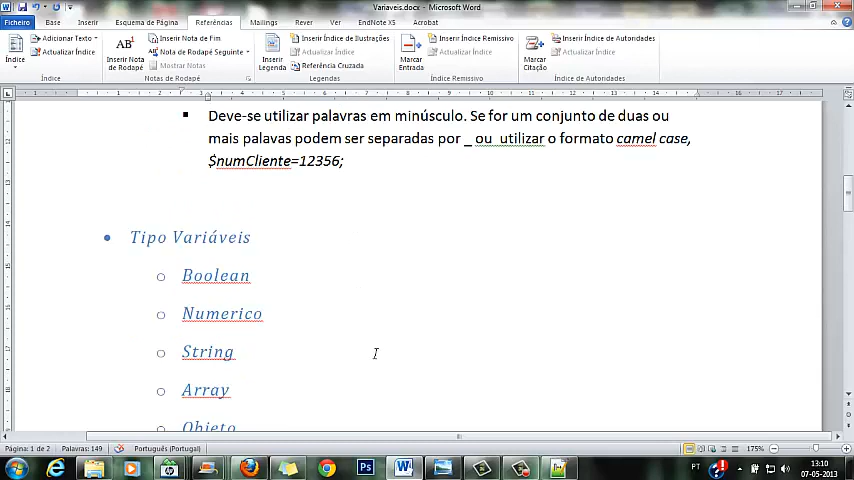 Variaveis.docx - Microsoft Word
Ficheiro Base Inserir Esquema de Página Referências Mailings Rever Ver EndNote X5 Acrobat
Adicionar Texto
Atualizar Índice
Índice
Índice
AB¹
Inserir Nota de Rodapé
Inserir Nota de Fim
Nota de Rodapé Seguinte
Mostrar Notas
Notas de Rodapé
Inserir Legenda
Inserir Índice de Ilustrações
Atualizar Índice
Referência Cruzada
Legendas
Marcar Entrada
Inserir Índice Remissivo
Atualizar Índice
Índice Remissivo
Marcar Citação
Inserir Índice de Autoridades
Atualizar Índice
Índice de Autoridades
Deve-se utilizar palavras em minúsculo. Se for um conjunto de duas ou
mais palavas podem ser separadas por _ ou utilizar o formato camel case,
$numCliente=12356;
Tipo Variáveis
Boolean
Numerico
String
Array
Objeto
Página: 1 de 2 Palavras: 149 Português (Portugal) 175%
PT 13:10
07-05-2013